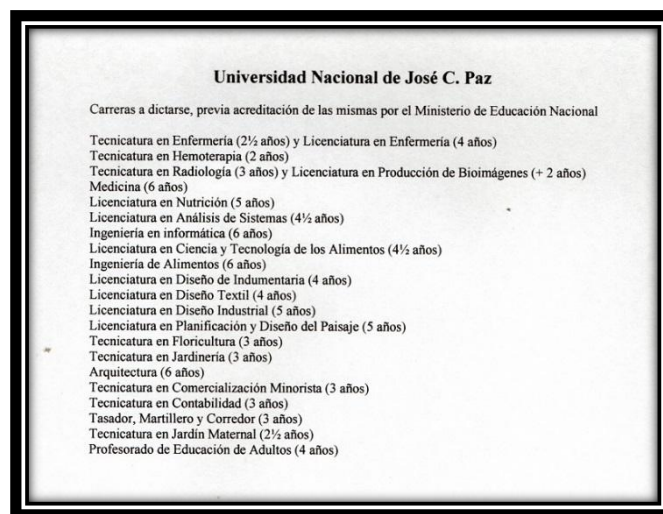 Universidad Nacional de José C. Paz
Carreras a dictarse, previa acreditación de las mismas por el Ministerio de Educación Nacional
Tecnicatura en Enfermería (2½ años) y Licenciatura en Enfermería (4 años)
Tecnicatura en Hemoterapia (2 años)
Tecnicatura en Radiología (3 años) y Licenciatura en Producción de Bioimágenes (+ 2 años)
Medicina (6 años)
Licenciatura en Nutrición (5 años)
Licenciatura en Análisis de Sistemas (4½ años)
Ingeniería en informática (6 años)
Licenciatura en Ciencia y Tecnología de los Alimentos (4½ años)
Ingeniería de Alimentos (6 años)
Licenciatura en Diseño de Indumentaria (4 años)
Licenciatura en Diseño Textil (4 años)
Licenciatura en Diseño Industrial (5 años)
Licenciatura en Planificación y Diseño del Paisaje (5 años)
Tecnicatura en Floricultura (3 años)
Tecnicatura en Jardinería (3 años)
Arquitectura (6 años)
Tecnicatura en Comercialización Minorista (3 años)
Tecnicatura en Contabilidad (3 años)
Tasador, Martillero y Corredor (3 años)
Tecnicatura en Jardín Maternal (2½ años)
Profesorado de Educación de Adultos (4 años)